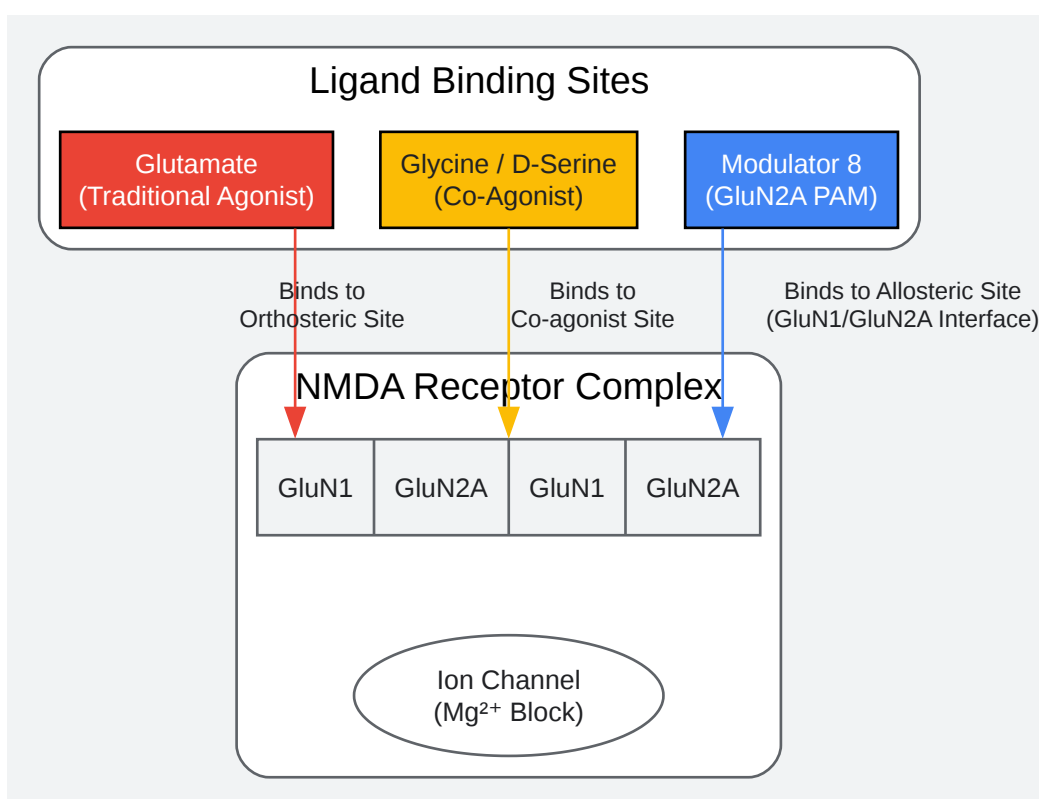 Ligand Binding Sites
Glutamate
(Traditional Agonist)
Glycine / D-Serine
(Co-Agonist)
Modulator 8
(GluN2A PAM)
Binds to
Orthosteric Site
Binds to
Co-agonist Site
Binds to Allosteric Site
(GluN1/GluN2A Interface)
NMDA Receptor Complex
GluN1
GluN2A
GluN1
GluN2A
Ion Channel
(Mg²⁺ Block)